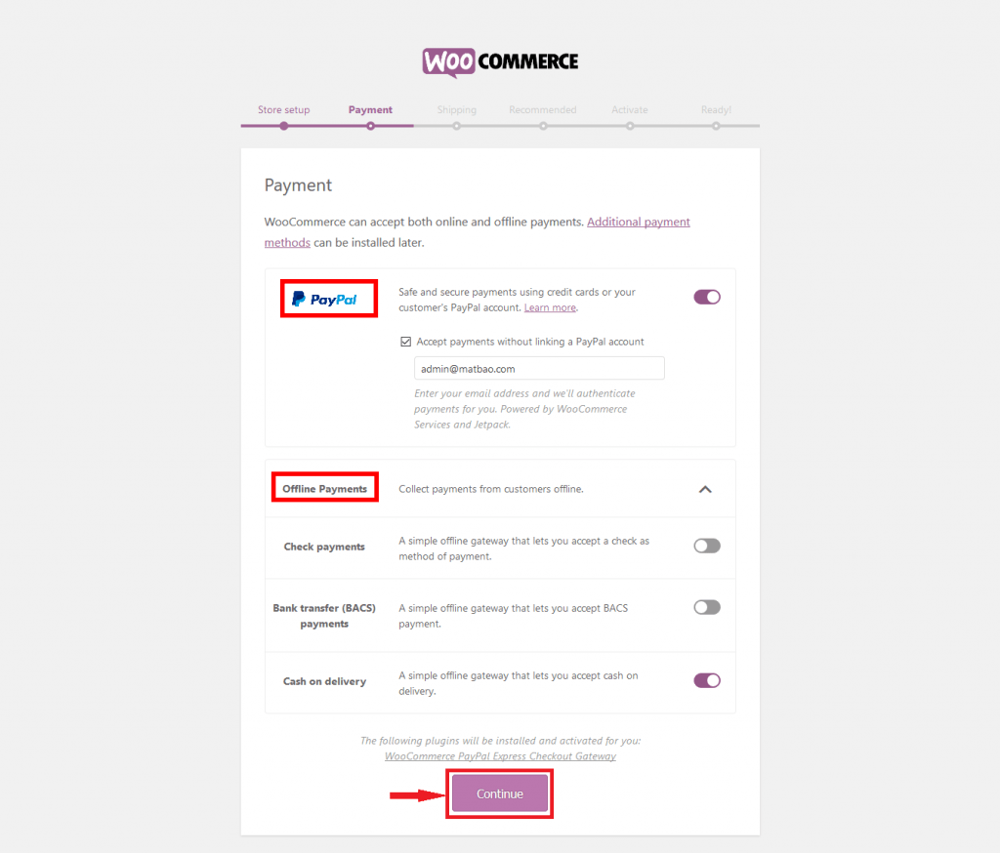 WOO COMMERCE
Store setup Payment Shipping Recommended Activate Ready!
Payment
WooCommerce can accept both online and offline payments. Additional payment
methods can be installed later.
PayPal
Safe and secure payments using credit cards or your
customer's PayPal account. Learn more.
Accept payments without linking a PayPal account
admin@matbao.com
Enter your email address and we'll authenticate
payments for you. Powered by WooCommerce
Services and Jetpack.
Offline Payments
Collect payments from customers offline.
Check payments
A simple offline gateway that lets you accept a check as
method of payment.
Bank transfer (BACS)
payments
A simple offline gateway that lets you accept BACS
payment.
Cash on delivery
A simple offline gateway that lets you accept cash on
delivery.
The following plugins will be installed and activated for you:
WooCommerce PayPal Express Checkout Gateway
Continue